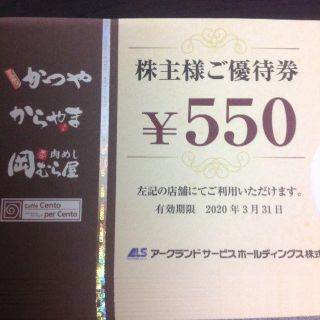 かつや
からやま
岡むら屋
肉めし
Caffè Cento
per Cento
株主様ご優待券
¥550
左記の店舗にてご利用いただけます。
有効期限 2020年3月31日
ALS アークランドサービスホールディングス株式